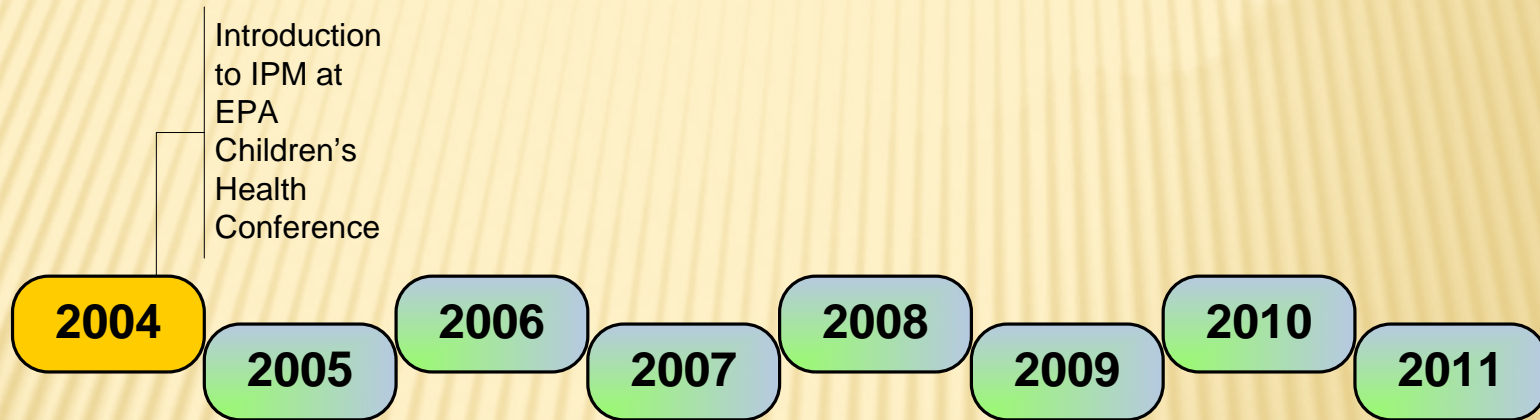 Introduction
to IPM at
EPA
Children’s
Health
Conference
2004
2005
2006
2007
2008
2009
2010
2011